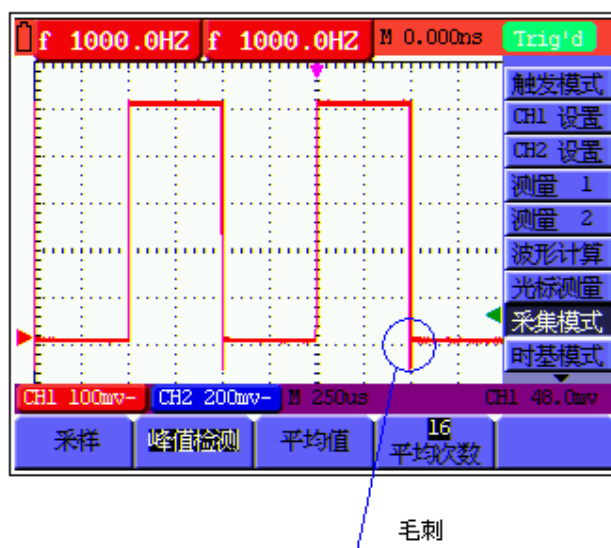 f 1000.0HZ f 1000.0HZ M 0.000ns Trig'd
触发模式
CH1 设置
CH2 设置
测量 1
测量 2
波形计算
光标测量
采集模式
时基模式
CH1 100mv~ CH2 200mv~ M 250us CH1 48.0mv
采样 峰值检测 平均值 16
平均次数
毛刺